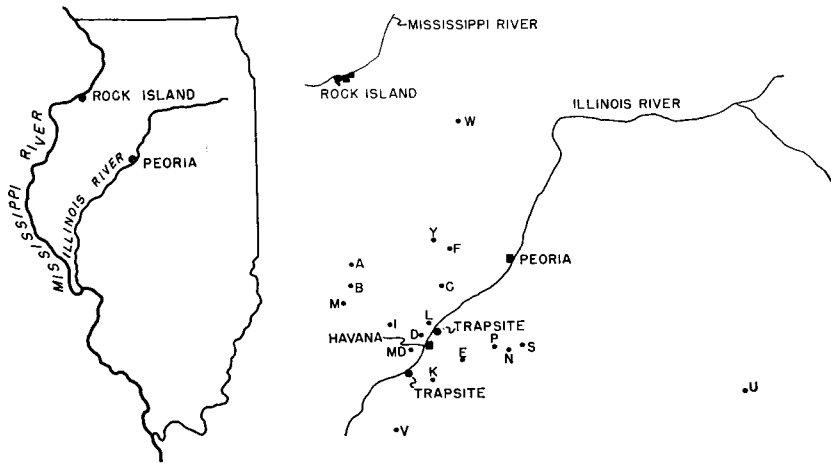 ROCK ISLAND
MISSISSIPPI RIVER
ILLINOIS RIVER
PEORIA
MISSISSIPPI RIVER
ROCK ISLAND
ILLINOIS RIVER
W
Y
F
PEORIA
A
B
C
M
I
L
TRAPSITE
D
HAVANA
MD
E
P
N
S
K
TRAPSITE
U
V